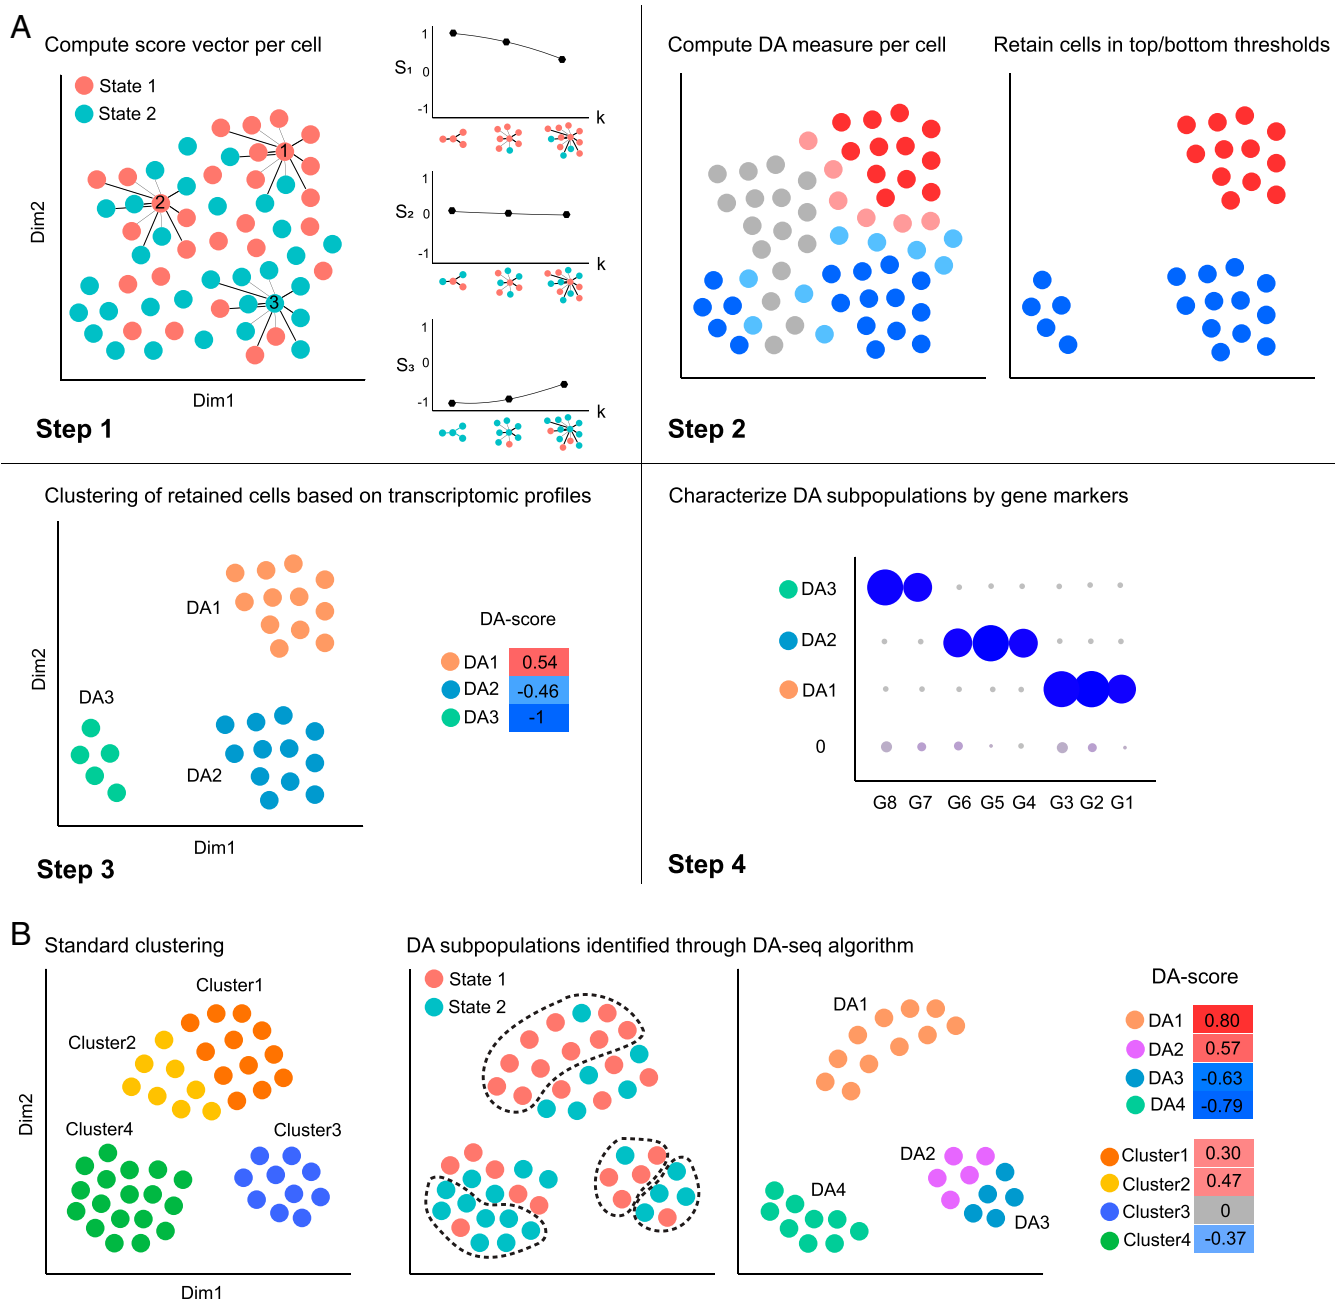 A
Compute score vector per cell
State 1
State 2
1
2
3
Dim2
Dim1
S₁
1
0
-1
k
S₂
1
0
-1
k
S₃
1
0
-1
k
Step 1
Compute DA measure per cell
Retain cells in top/bottom thresholds
Step 2
Clustering of retained cells based on transcriptomic profiles
DA1
DA3
DA2
Dim2
Dim1
DA-score
DA1 0.54
DA2 -0.46
DA3 -1
Step 3
Characterize DA subpopulations by gene markers
DA3
DA2
DA1
0
G8 G7 G6 G5 G4 G3 G2 G1
Step 4
B
Standard clustering
Cluster1
Cluster2
Cluster4
Cluster3
Dim2
Dim1
DA subpopulations identified through DA-seq algorithm
State 1
State 2
DA1
DA2
DA4
DA3
DA-score
DA1 0.80
DA2 0.57
DA3 -0.63
DA4 -0.79
Cluster1 0.30
Cluster2 0.47
Cluster3 0
Cluster4 -0.37